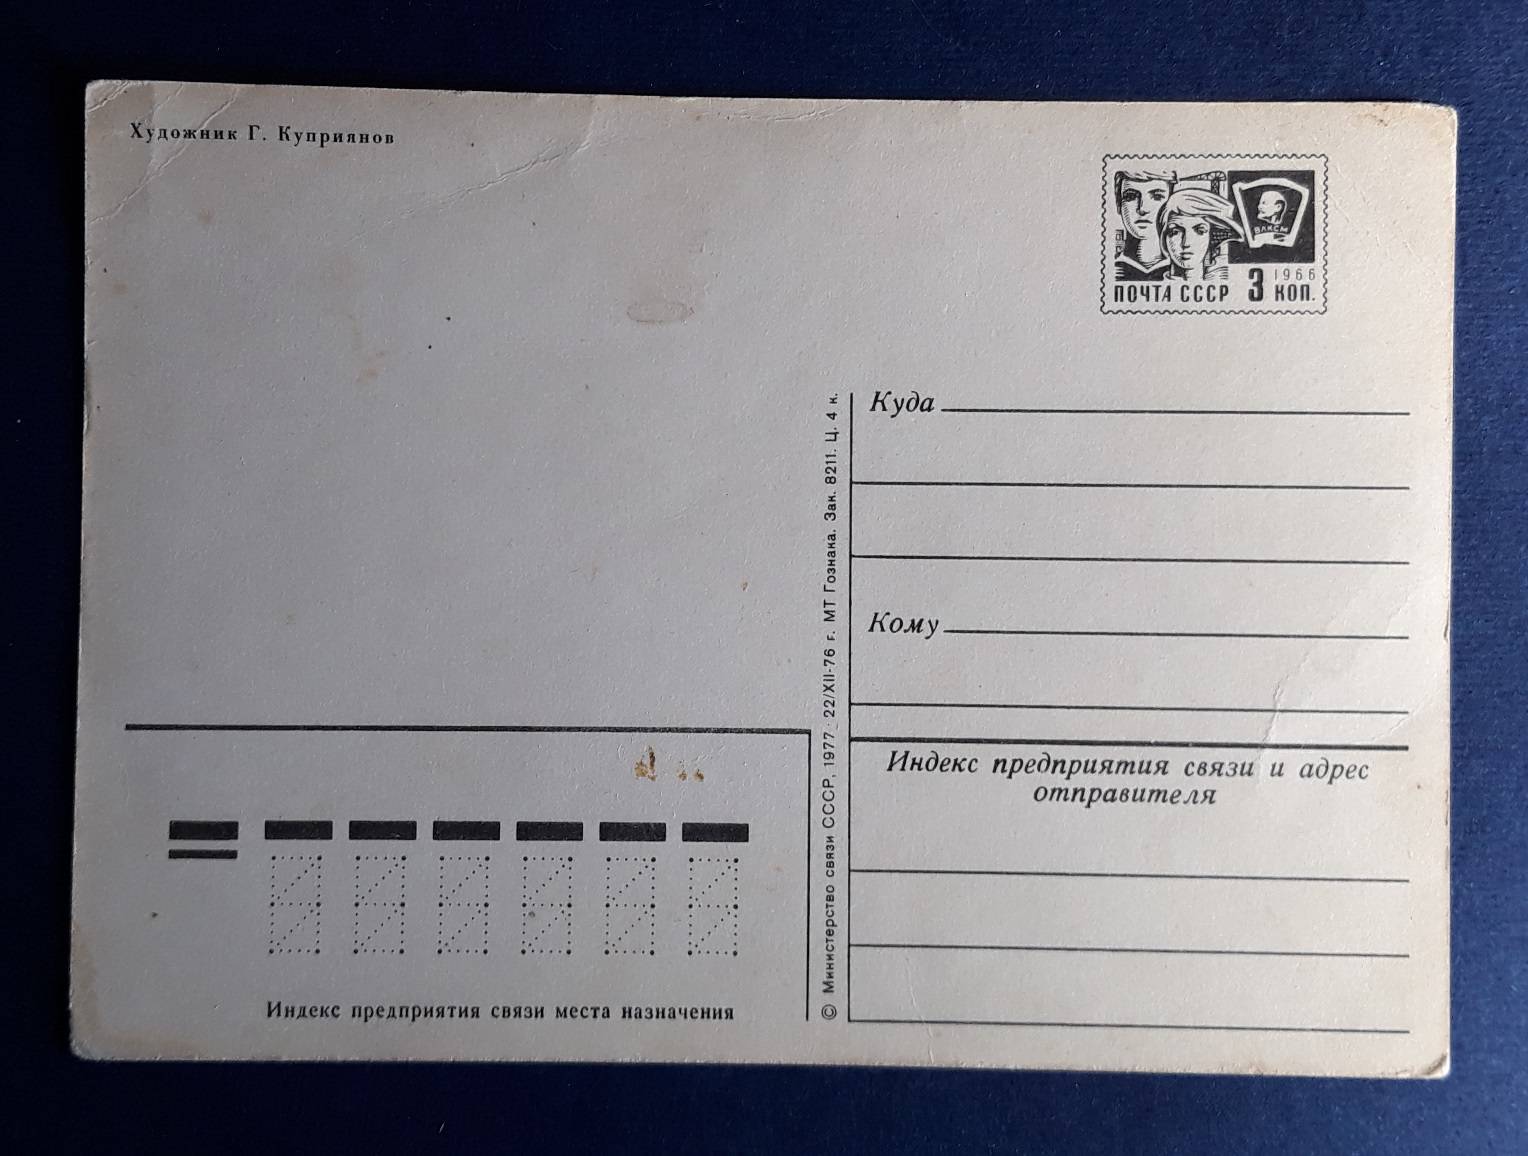 Художник Г. Куприянов
ВЛКСМ
1966
ПОЧТА СССР 3 КОП.
Куда
Кому
Индекс предприятия связи и адрес
отправителя
© Министерство связи СССР, 1977. 22/XII-76 г. МТ Гознака. Зак. 8211. Ц. 4 к.
Индекс предприятия связи места назначения